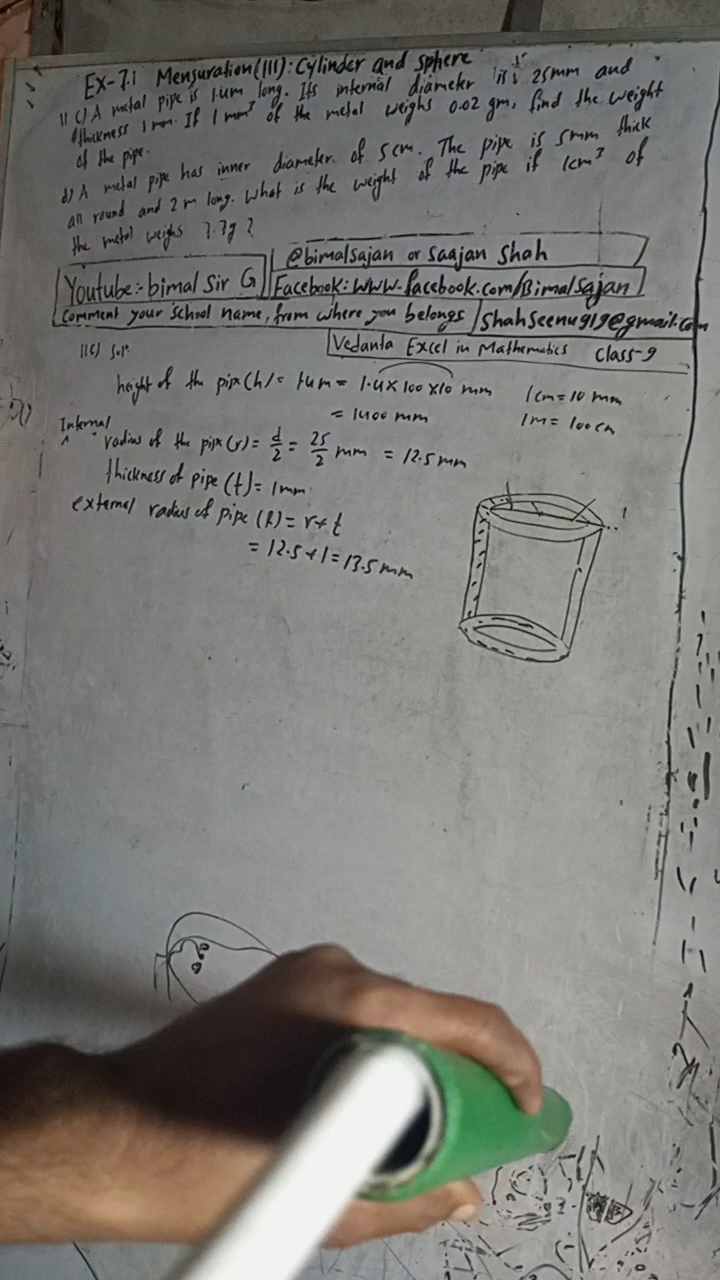 Ex-7.1 Mensuration(III): Cylinder and sphere
11 c) A metal pipe is 1.4m long. Its internal diameter is 25mm and
thickness 1mm. If 1 mm³ of the metal weighs 0.02 gm, find the weight
of the pipe.
d) A metal pipe has inner diameter of 5cm. The pipe is 5mm thick
all round and 2 m long. What is the weight of the pipe if 1cm³ of
the metal weighs 7.7g?
@bimalsajan or Saajan Shah
Youtube:- bimal Sir G
Facebook: www.facebook.com/Bimalsajan
Comment your school name, from where you belongs
Shahseenu919@gmail.com
11c) Solⁿ.
Vedanta Excel in Mathematics Class-9
height of the pipe(h) = 1.4m = 1.4×100×10 mm
1cm=10 mm
= 1400 mm
1m = 100cm
Internal
radius of the pipe(r) = d/2 = 25/2 mm = 12.5mm
thickness of pipe (t) = 1mm
external radius of pipe (R) = r+t
= 12.5+1=13.5mm